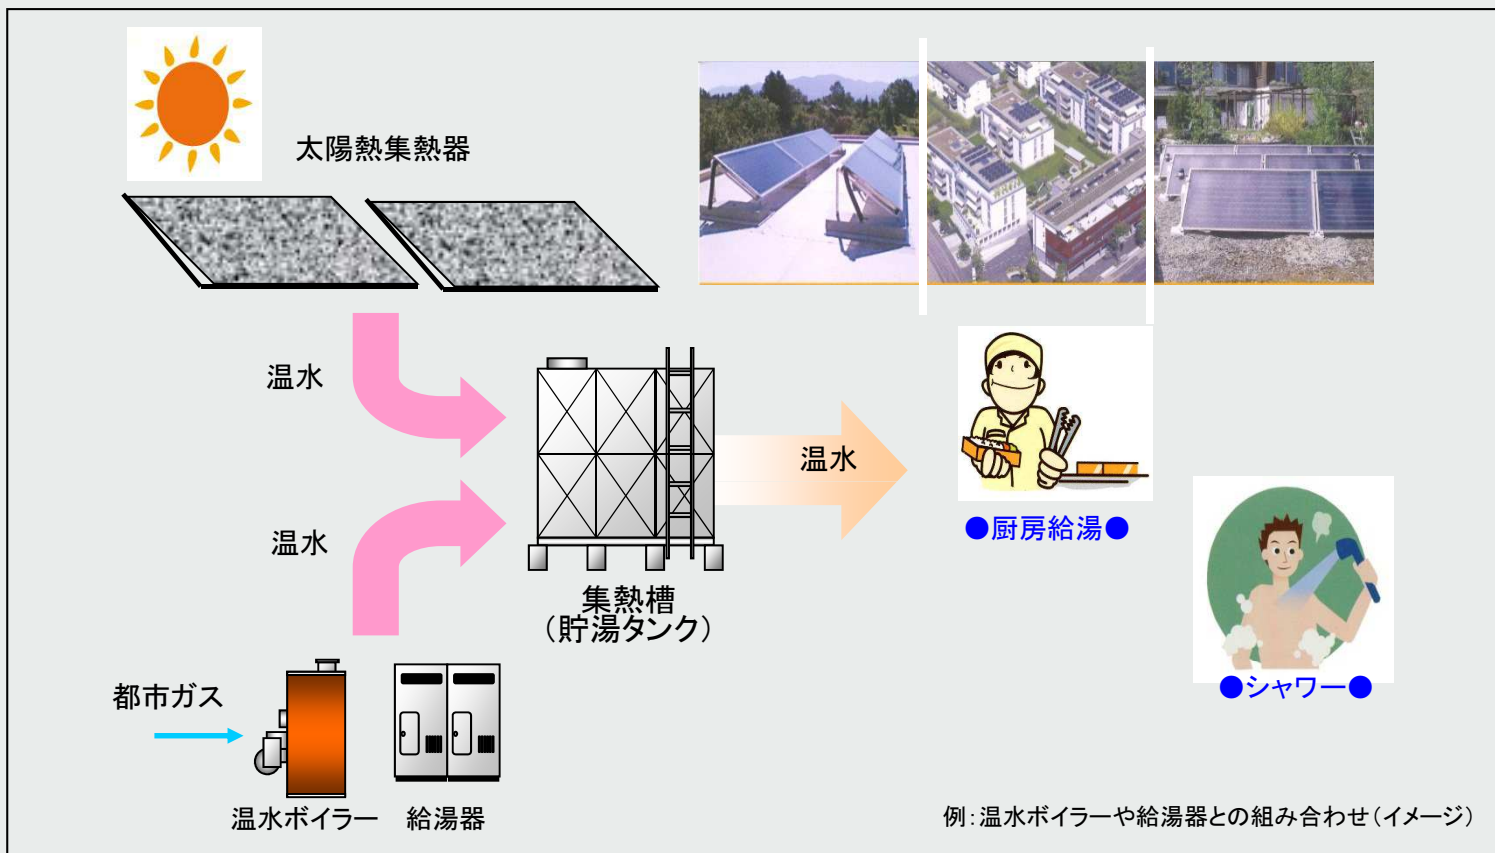 太陽熱集熱器
温水
温水
温水
集熱槽
（貯湯タンク）
●厨房給湯●
●シャワー●
都市ガス
温水ボイラー
給湯器
例：温水ボイラーや給湯器との組み合わせ（イメージ）